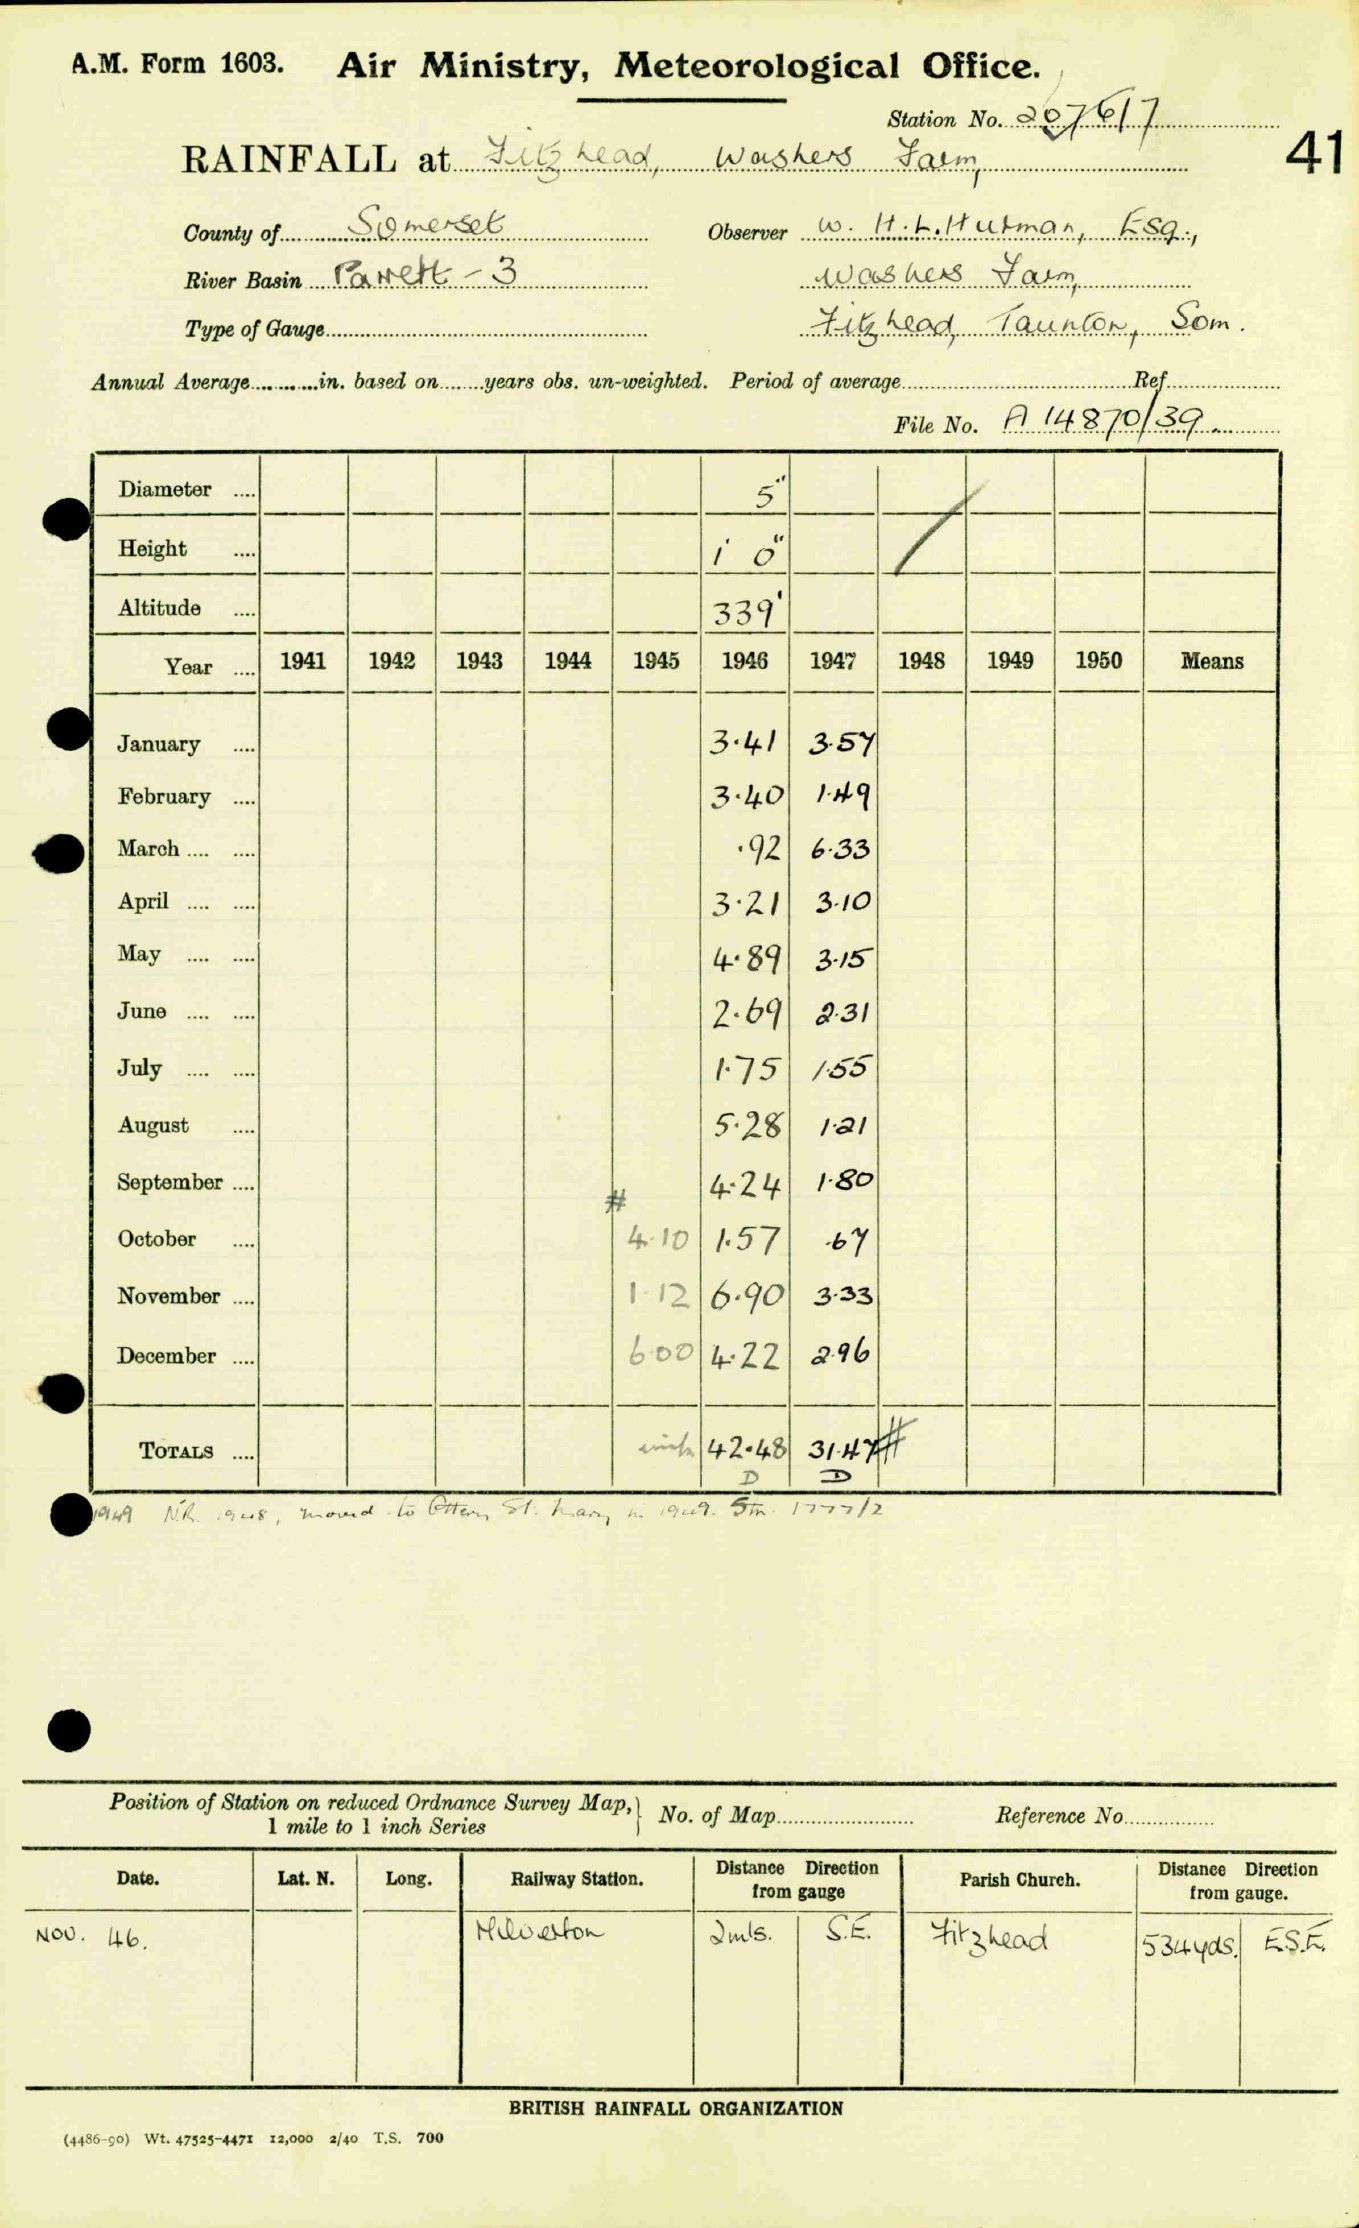 A.M. Form 1603. Air Ministry, Meteorological Office.
Station No. 207/6/7
41
RAINFALL at Fitzhead, Washers Farm,
County of Somerset Observer W. H. L. Hurman, Esq.,
River Basin Parrett - 3 Washers Farm,
Type of Gauge Fitzhead, Taunton, Som.
Annual Average in. based on years obs. un-weighted. Period of average Ref
File No. A 14870/39
Diameter .... 5"
Height .... 1' 0"
Altitude .... 339'
Year .... 1941 1942 1943 1944 1945 1946 1947 1948 1949 1950 Means
January .... 3.41 3.57
February .... 3.40 1.49
March .... .... .92 6.33
April .... .... 3.21 3.10
May .... .... 4.89 3.15
June .... .... 2.69 2.31
July .... .... 1.75 1.55
August .... 5.28 1.21
September .... 4.24 1.80
#
October .... 4.10 1.57 .67
November .... 1.12 6.90 3.33
December .... 6.00 4.22 2.96
TOTALS .... 42.48 31.47 #
D D
1949 N.R. 1948, moved to Ottery St. Mary in 1949. Stn. 1777/2
Position of Station on reduced Ordnance Survey Map, } No. of Map Reference No
1 mile to 1 inch Series
Date. Lat. N. Long. Railway Station. Distance Direction from gauge Parish Church. Distance Direction from gauge.
NOV. 46. Milverton 2mls. S.E. Fitzhead 534yds. E.S.E.
BRITISH RAINFALL ORGANIZATION
(4486-90) Wt. 47525-4471 12,000 2/40 T.S. 700